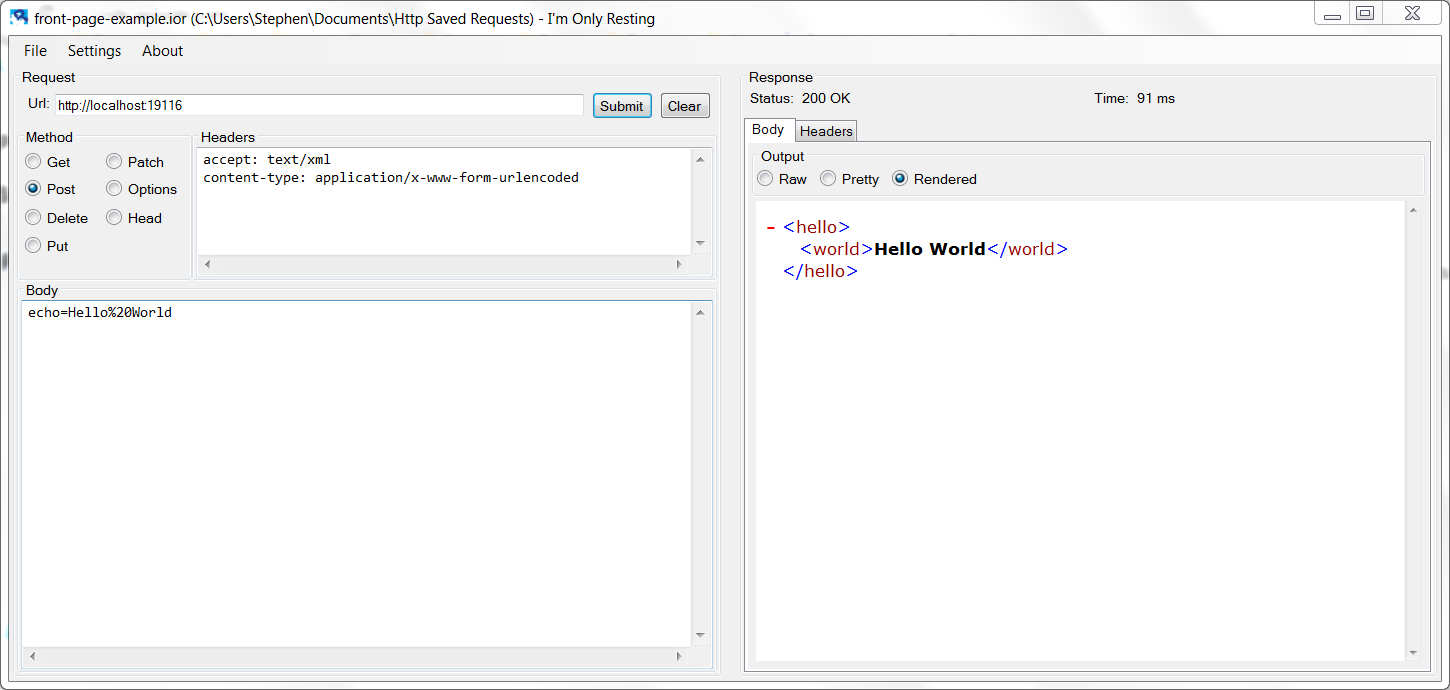 front-page-example.ior (C:\Users\Stephen\Documents\Http Saved Requests) - I'm Only Resting
File Settings About
Request
Url: http://localhost:19116 Submit Clear
Method
Get Patch
Post Options
Delete Head
Put
Headers
accept: text/xml
content-type: application/x-www-form-urlencoded
Body
echo=Hello%20World
Response
Status: 200 OK Time: 91 ms
Body Headers
Output
Raw Pretty Rendered
- <hello>
<world>Hello World</world>
</hello>